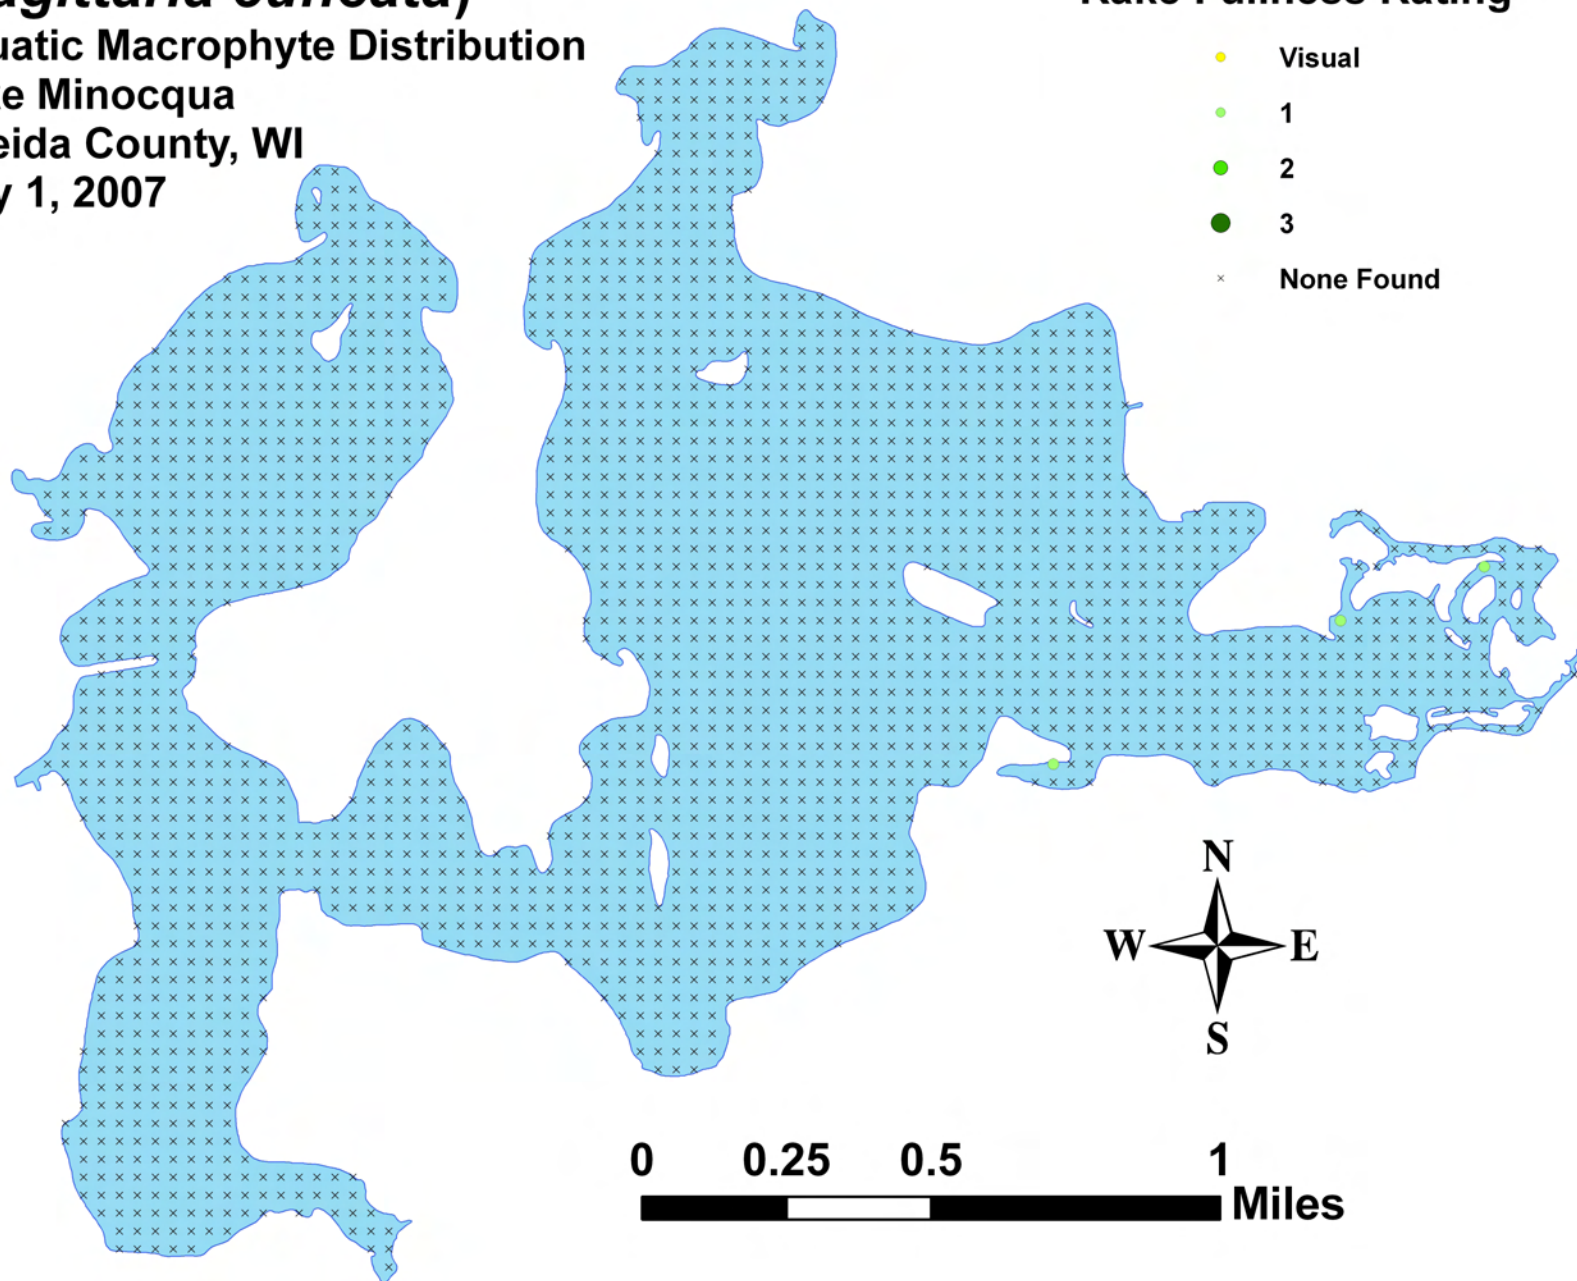 uatic Macrophyte Distribution
e Minocqua
eida County, WI
y 1, 2007
Visual
1
2
3
None Found
N
W
E
S
0 0.25 0.5 1
Miles